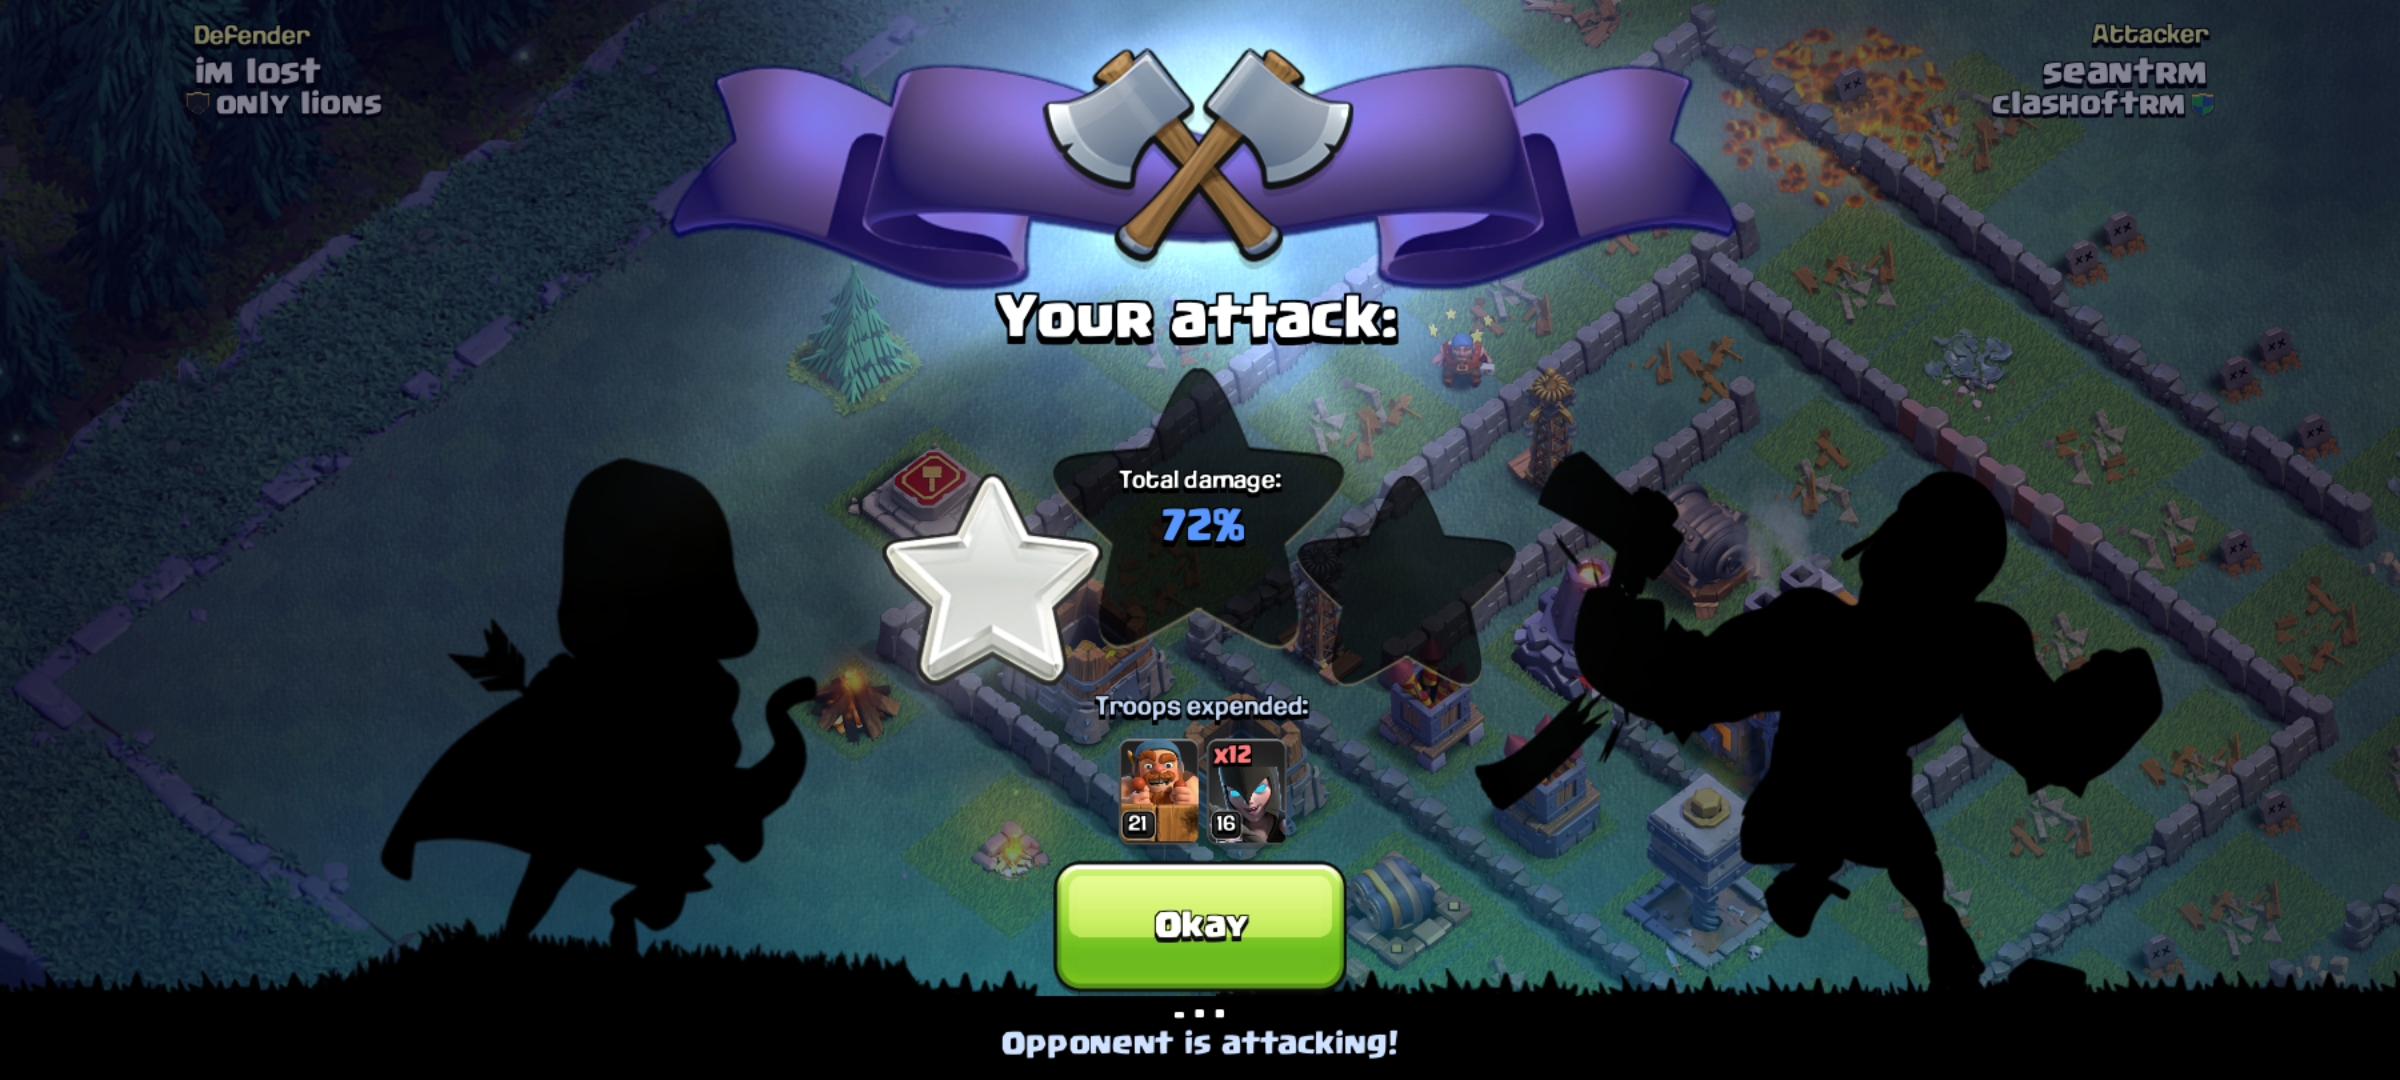 Defender
iM lost
only lions
Attacker
seantRM
clashoftRM
Your attack:
Total damage:
72%
Troops expended:
x12
21
16
Okay
...
Opponent is attacking!